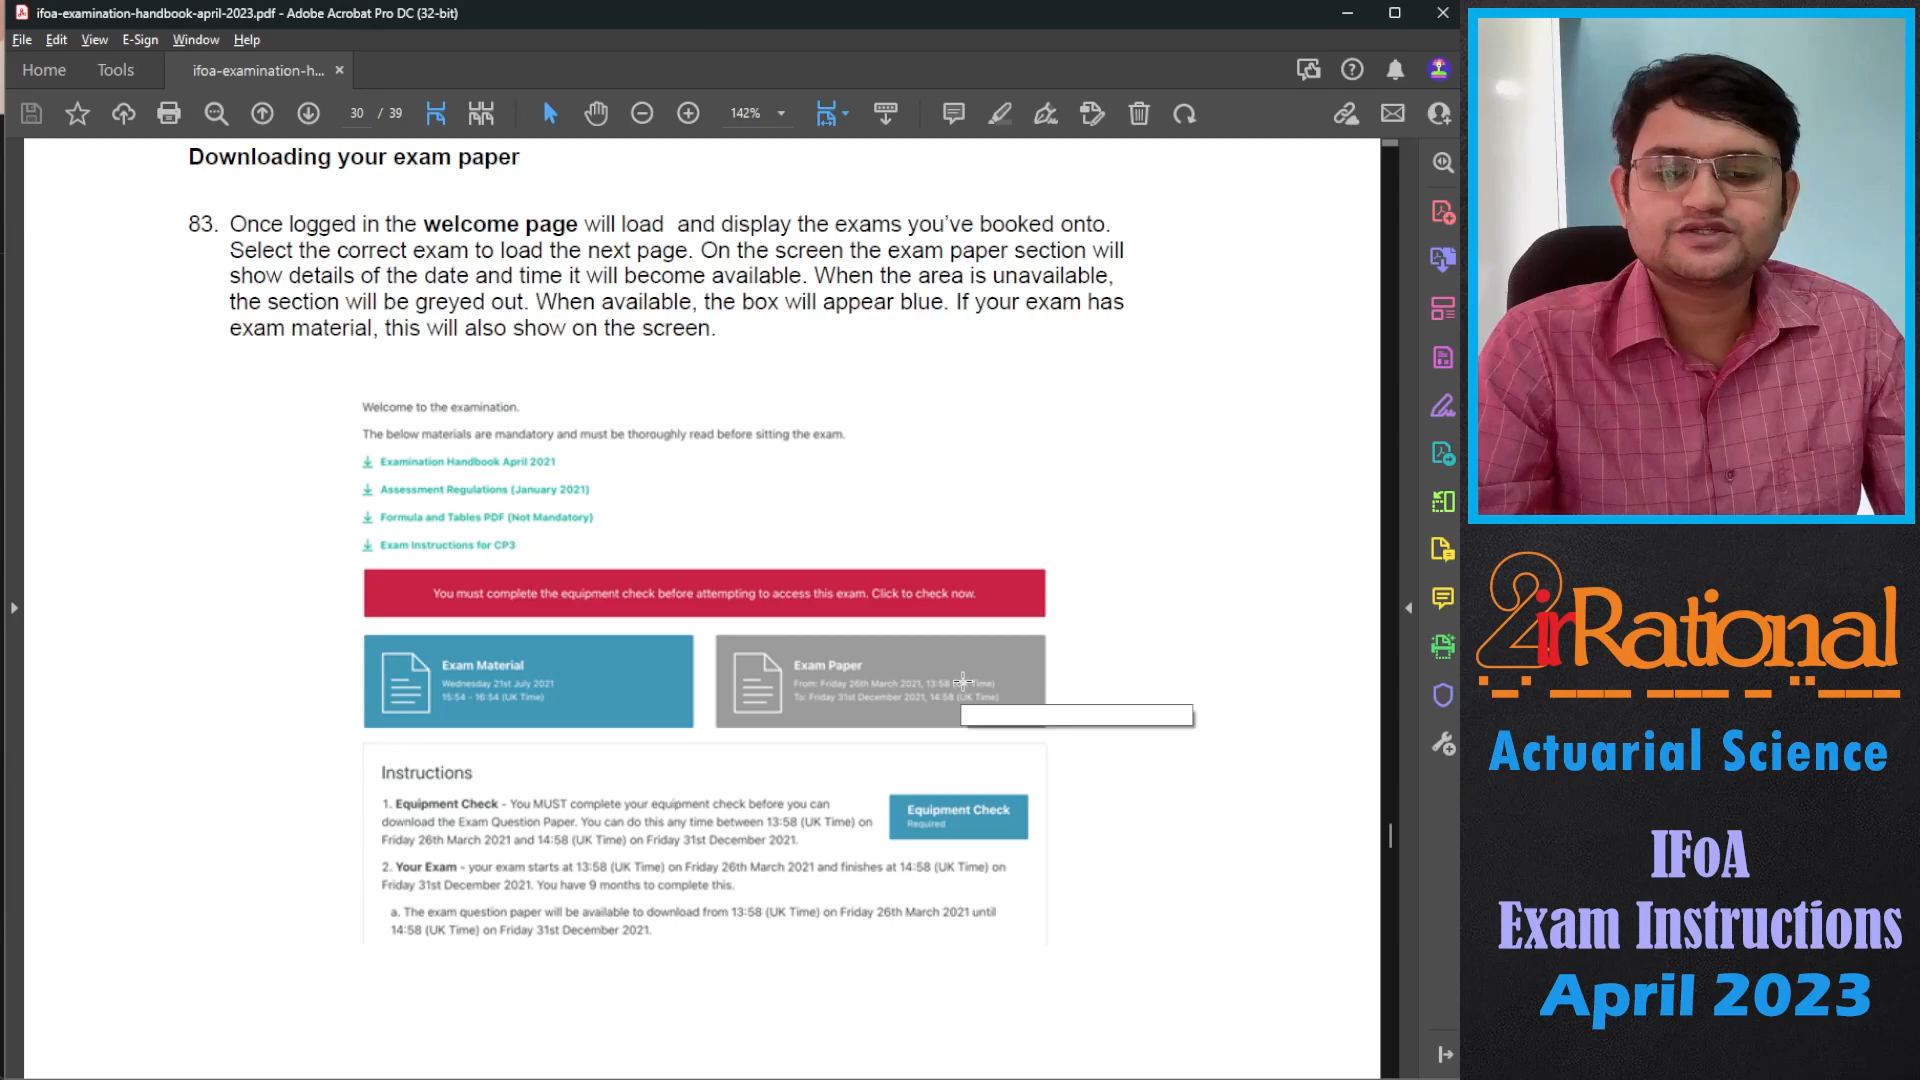 ifoa-examination-handbook-april-2023.pdf - Adobe Acrobat Pro DC (32-bit)
File Edit View E-Sign Window Help
Home Tools ifoa-examination-h... ×
30 / 39 142%
Downloading your exam paper
83. Once logged in the welcome page will load and display the exams you've booked onto.
Select the correct exam to load the next page. On the screen the exam paper section will
show details of the date and time it will become available. When the area is unavailable,
the section will be greyed out. When available, the box will appear blue. If your exam has
exam material, this will also show on the screen.
Welcome to the examination.
The below materials are mandatory and must be thoroughly read before sitting the exam.
Examination Handbook April 2021
Assessment Regulations (January 2021)
Formula and Tables PDF (Not Mandatory)
Exam Instructions for CP3
You must complete the equipment check before attempting to access this exam. Click to check now.
Exam Material
Wednesday 21st July 2021
15:54 - 16:54 (UK Time)
Exam Paper
From: Friday 26th March 2021, 13:58 Time)
To: Friday 31st December 2021, 14:58 (UK Time)
Instructions
1. Equipment Check - You MUST complete your equipment check before you can
download the Exam Question Paper. You can do this any time between 13:58 (UK Time) on
Friday 26th March 2021 and 14:58 (UK Time) on Friday 31st December 2021.
Equipment Check
Required
2. Your Exam - your exam starts at 13:58 (UK Time) on Friday 26th March 2021 and finishes at 14:58 (UK Time) on
Friday 31st December 2021. You have 9 months to complete this.
a. The exam question paper will be available to download from 13:58 (UK Time) on Friday 26th March 2021 until
14:58 (UK Time) on Friday 31st December 2021.
2irRational
Actuarial Science
IFoA
Exam Instructions
April 2023